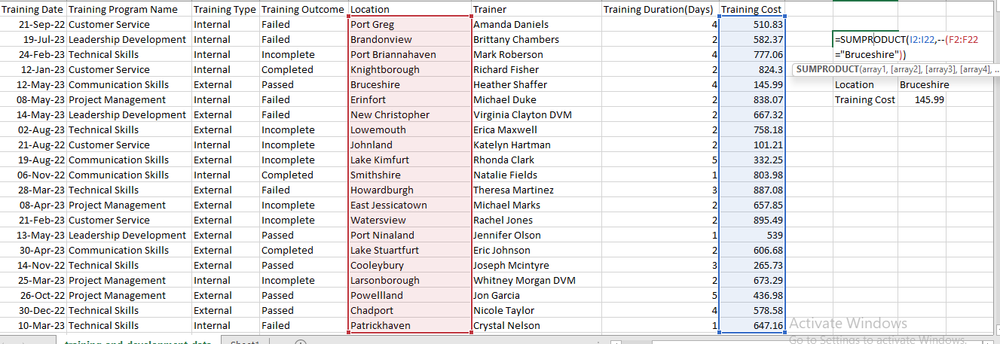 Training Date Training Program Name Training Type Training Outcome Location Trainer Training Duration(Days) Training Cost
21-Sep-22 Customer Service Internal Failed Port Greg Amanda Daniels 4 510.83
19-Jul-23 Leadership Development Internal Failed Brandonview Brittany Chambers 2 582.37 =SUMPRODUCT(I2:I22,--(F2:F22
24-Feb-23 Technical Skills Internal Incomplete Port Briannahaven Mark Roberson 4 777.06 ="Bruceshire"))
12-Jan-23 Customer Service Internal Completed Knightborough Richard Fisher 2 824.3 SUMPRODUCT(array1, [array2], [array3], [array4], ...
12-May-23 Communication Skills External Passed Bruceshire Heather Shaffer 4 145.99 Location Bruceshire
08-May-23 Project Management Internal Failed Erinfort Michael Duke 2 838.07 Training Cost 145.99
14-May-23 Leadership Development External Failed New Christopher Virginia Clayton DVM 2 667.32
02-Aug-23 Technical Skills External Incomplete Lowemouth Erica Maxwell 2 758.18
21-Aug-22 Customer Service Internal Incomplete Johnland Katelyn Hartman 2 101.21
19-Aug-22 Communication Skills External Incomplete Lake Kimfurt Rhonda Clark 5 332.25
06-Nov-22 Communication Skills Internal Completed Smithshire Natalie Fields 1 803.98
28-Mar-23 Technical Skills External Failed Howardburgh Theresa Martinez 3 887.08
08-Apr-23 Project Management External Incomplete East Jessicatown Michael Marks 2 657.85
21-Feb-23 Customer Service External Incomplete Watersview Rachel Jones 2 895.49
13-May-23 Leadership Development External Passed Port Ninaland Jennifer Olson 1 539
30-Apr-23 Communication Skills External Completed Lake Stuartfurt Eric Johnson 2 606.68
14-Nov-22 Technical Skills External Passed Cooleybury Joseph Mcintyre 3 265.73
25-Mar-23 Project Management Internal Incomplete Larsonborough Whitney Morgan DVM 2 673.29
26-Oct-22 Project Management External Passed Powellland Jon Garcia 5 436.98
30-Dec-22 Technical Skills External Passed Chadport Nicole Taylor 4 578.58
10-Mar-23 Technical Skills Internal Failed Patrickhaven Crystal Nelson 1 647.16
Activate Windows
Go to Settings to activate Windows.
training and development data Sheet1